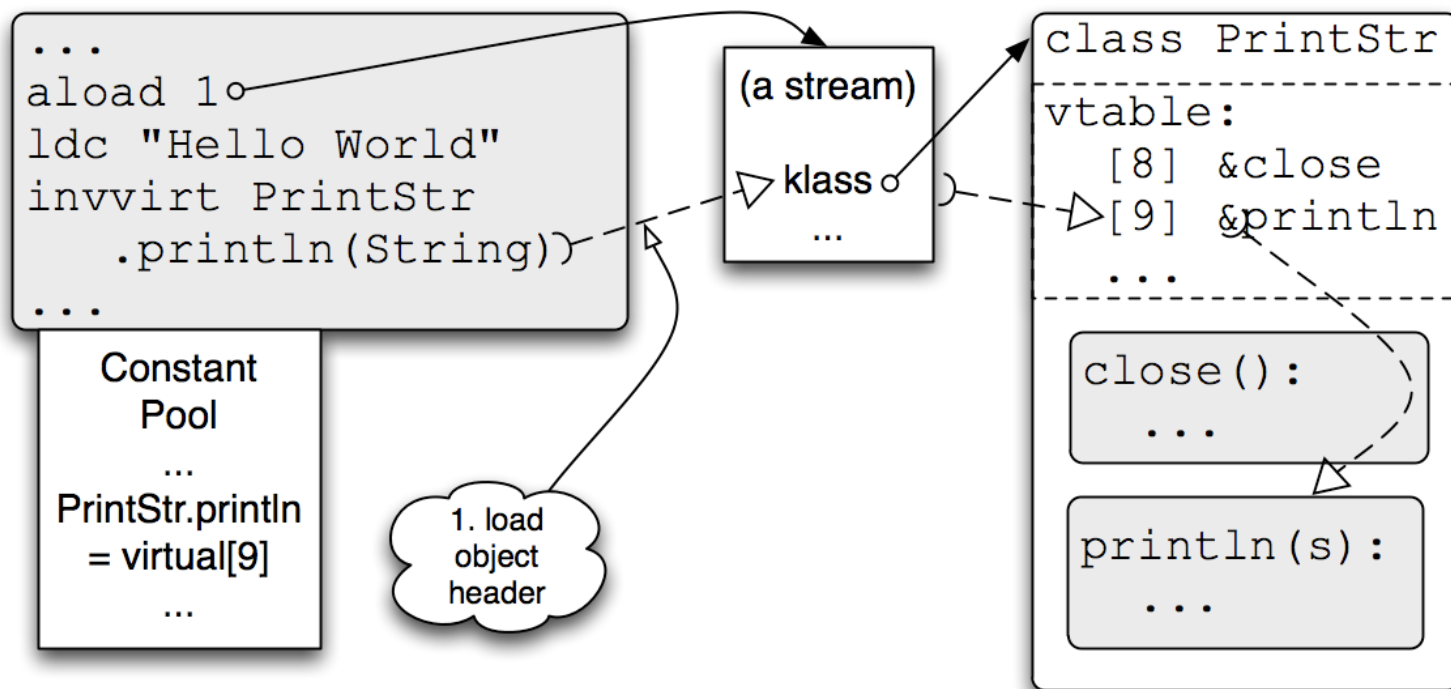 ...
aload 1
ldc "Hello World"
invvirt PrintStr
.println(String)
...
Constant
Pool
...
PrintStr.println
= virtual[9]
...
1. load
object
header
(a stream)
klass
...
class PrintStr
vtable:
[8] &close
[9] &println
...
close():
...
println(s):
...